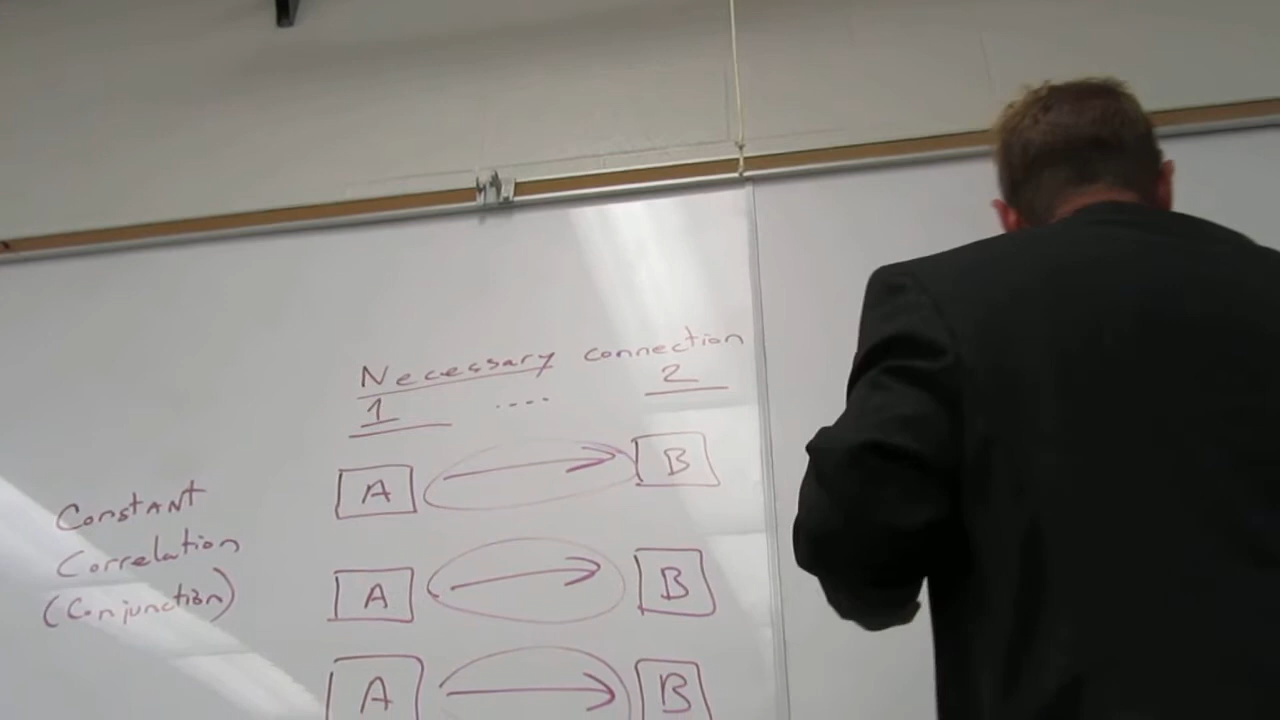 Necessary connection
1 .... 2
A → B
Constant
Correlation
(Conjunction)
A → B
A → B